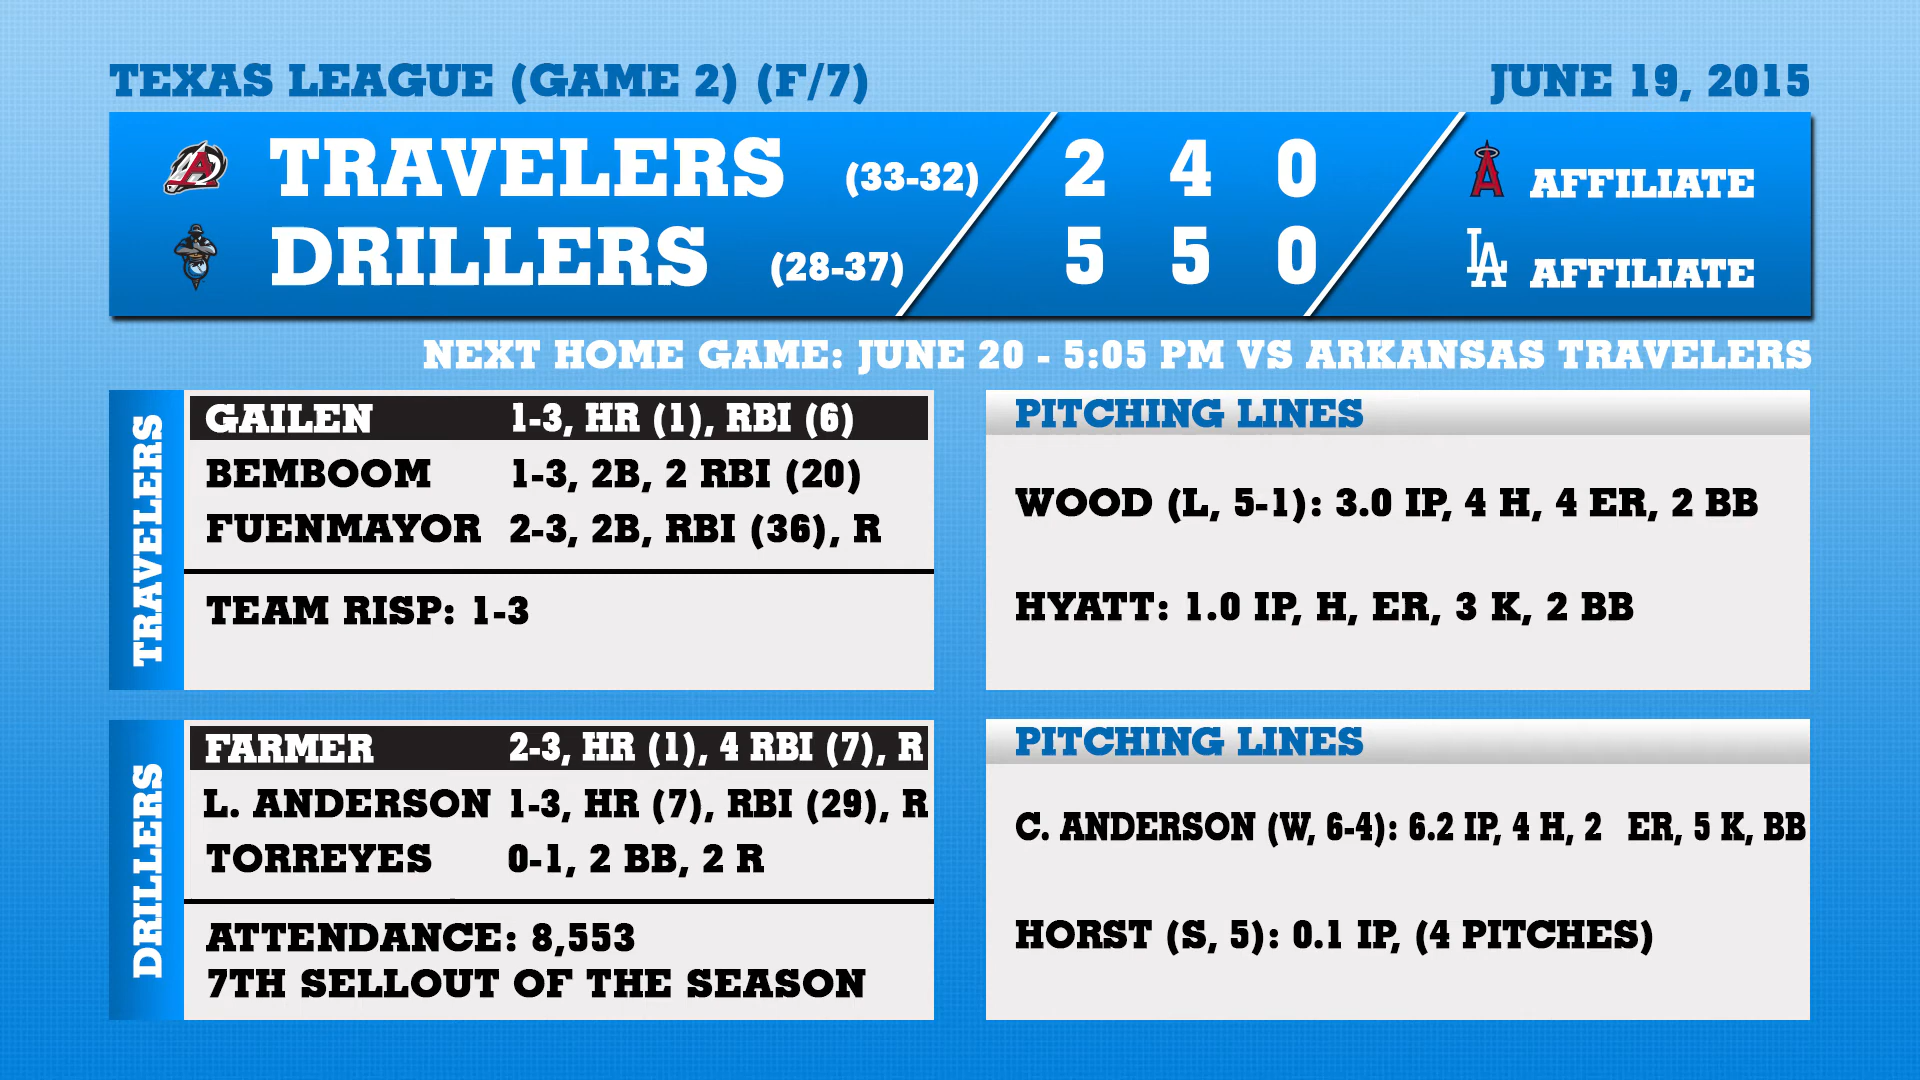 TEXAS LEAGUE (GAME 2) (F/7) JUNE 19, 2015
TRAVELERS (33-32) 2 4 0 A AFFILIATE
DRILLERS (28-37) 5 5 0 LA AFFILIATE
NEXT HOME GAME: JUNE 20 - 5:05 PM VS ARKANSAS TRAVELERS
TRAVELERS
GAILEN 1-3, HR (1), RBI (6)
BEMBOOM 1-3, 2B, 2 RBI (20)
FUENMAYOR 2-3, 2B, RBI (36), R
TEAM RISP: 1-3
PITCHING LINES
WOOD (L, 5-1): 3.0 IP, 4 H, 4 ER, 2 BB
HYATT: 1.0 IP, H, ER, 3 K, 2 BB
DRILLERS
FARMER 2-3, HR (1), 4 RBI (7), R
L. ANDERSON 1-3, HR (7), RBI (29), R
TORREYES 0-1, 2 BB, 2 R
ATTENDANCE: 8,553
7TH SELLOUT OF THE SEASON
PITCHING LINES
C. ANDERSON (W, 6-4): 6.2 IP, 4 H, 2 ER, 5 K, BB
HORST (S, 5): 0.1 IP, (4 PITCHES)